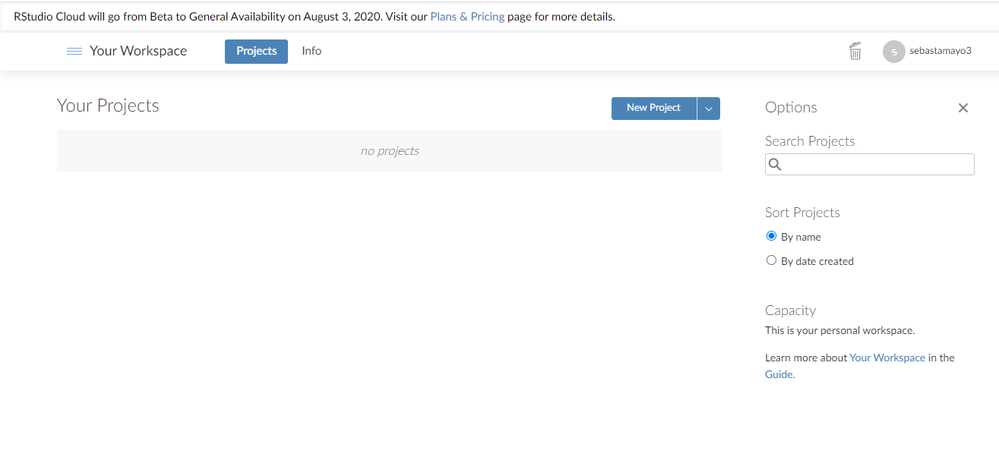 RStudio Cloud will go from Beta to General Availability on August 3, 2020. Visit our Plans & Pricing page for more details.
Your Workspace
Projects
Info
S
sebastamayo3
Your Projects
New Project
no projects
Options
Search Projects
Sort Projects
By name
By date created
Capacity
This is your personal workspace.
Learn more about Your Workspace in the
Guide.